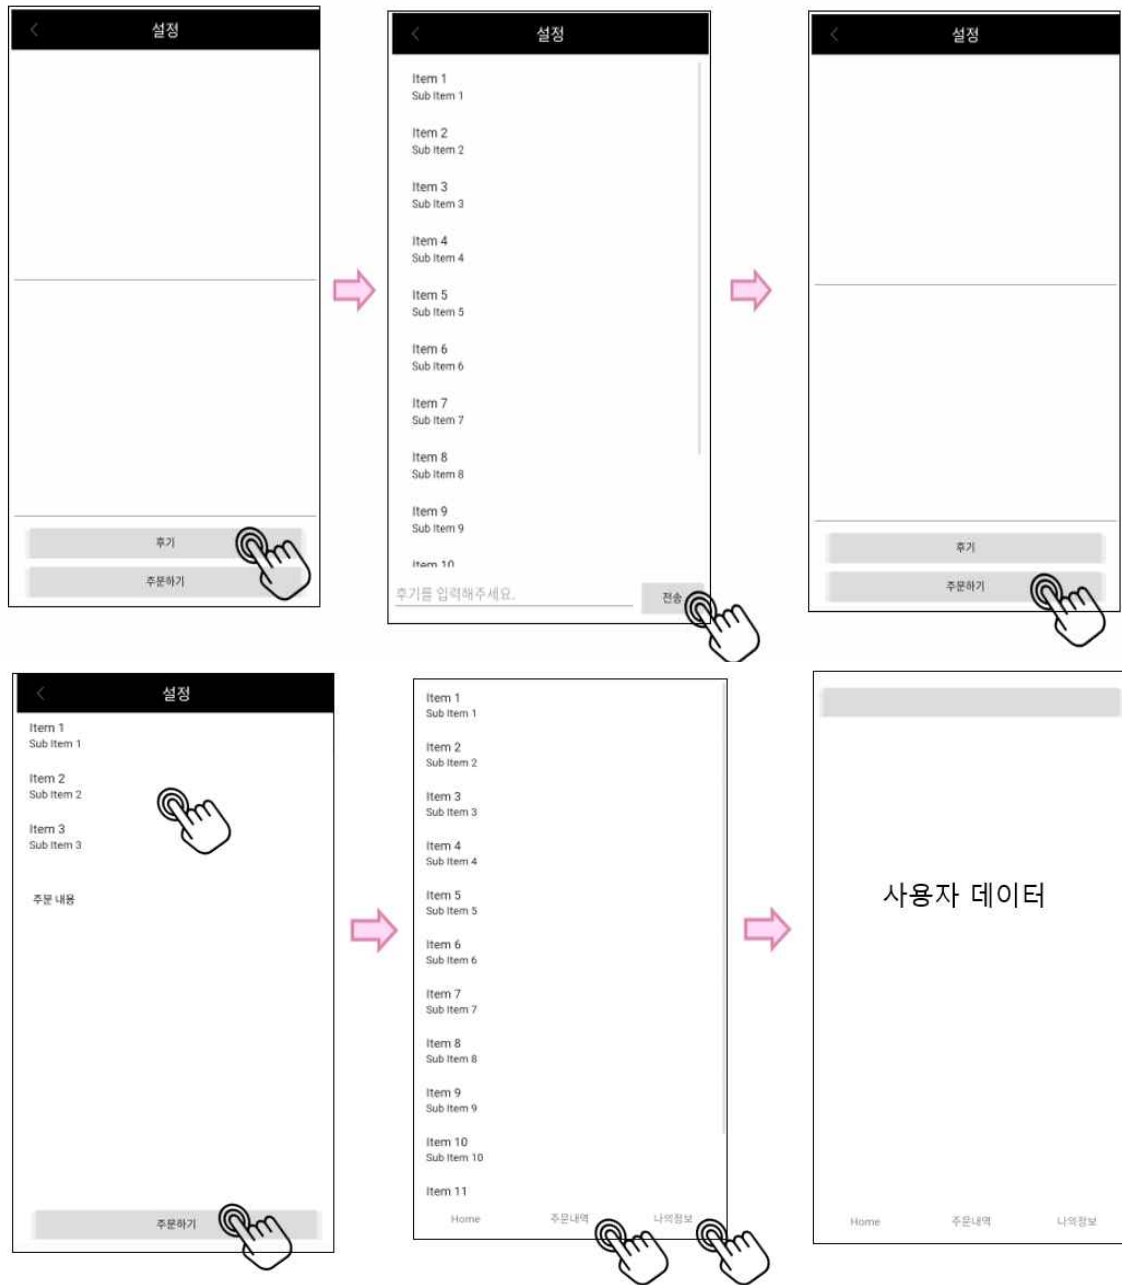 설정
후기
주문하기
설정
Item 1
Sub Item 1
Item 2
Sub Item 2
Item 3
Sub Item 3
Item 4
Sub Item 4
Item 5
Sub Item 5
Item 6
Sub Item 6
Item 7
Sub Item 7
Item 8
Sub Item 8
Item 9
Sub Item 9
Item 10
후기를 입력해주세요.
전송
설정
후기
주문하기
설정
Item 1
Sub Item 1
Item 2
Sub Item 2
Item 3
Sub Item 3
주문 내용
주문하기
Item 1
Sub Item 1
Item 2
Sub Item 2
Item 3
Sub Item 3
Item 4
Sub Item 4
Item 5
Sub Item 5
Item 6
Sub Item 6
Item 7
Sub Item 7
Item 8
Sub Item 8
Item 9
Sub Item 9
Item 10
Sub Item 10
Item 11
Home 주문내역 나의정보
사용자 데이터
Home 주문내역 나의정보